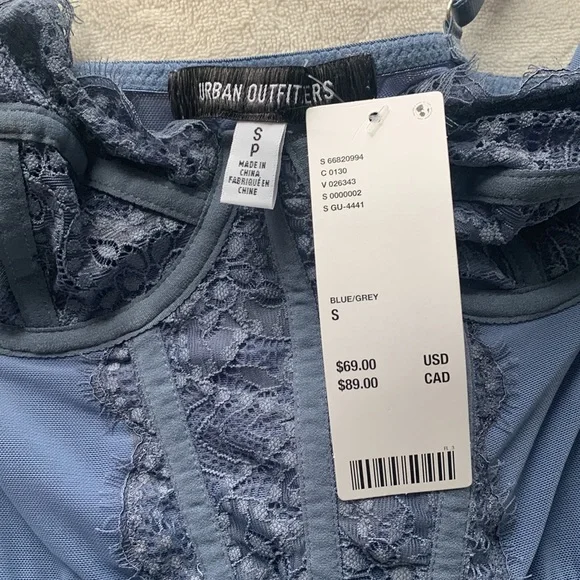 URBAN OUTFITTERS
S
P
MADE IN
CHINA
FABRIQUÉ EN
CHINE
S 66820994
C 0130
V 026343
S 0000002
S GU-4441
BLUE/GREY
S
$69.00 USD
$89.00 CAD